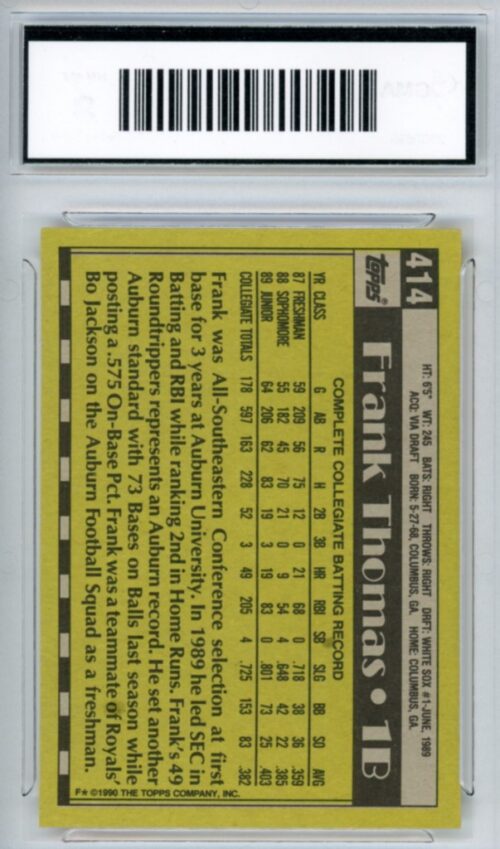 414
topps®
HT: 6'5" WT: 245 BATS: RIGHT THROWS: RIGHT DRFT: WHITE SOX #1-JUNE, 1989
ACQ: VIA DRAFT BORN: 5-27-68, COLUMBUS, GA. HOME: COLUMBUS, GA.
Frank Thomas • 1B
COMPLETE COLLEGIATE BATTING RECORD
YR CLASS G AB R H 2B 3B HR RBI SB SLG BB SO AVG
87 FRESHMAN 59 209 56 75 12 0 21 68 0 .718 38 36 .359
88 SOPHOMORE 55 182 45 70 21 0 9 54 4 .648 42 22 .385
89 JUNIOR 64 206 62 83 19 3 19 83 0 .801 73 25 .403
COLLEGIATE TOTALS 178 597 163 228 52 3 49 205 4 .725 153 83 .382
Frank was All-Southeastern Conference selection at first
base for 3 years at Auburn University. In 1989 he led SEC in
Batting and RBI while ranking 2nd in Home Runs. Frank's 49
Roundtrippers represents an Auburn record. He set another
Auburn standard with 73 Bases on Balls last season while
posting a .575 On-Base Pct. Frank was a teammate of Royals'
Bo Jackson on the Auburn Football Squad as a freshman.
F★ ©1990 THE TOPPS COMPANY, INC.